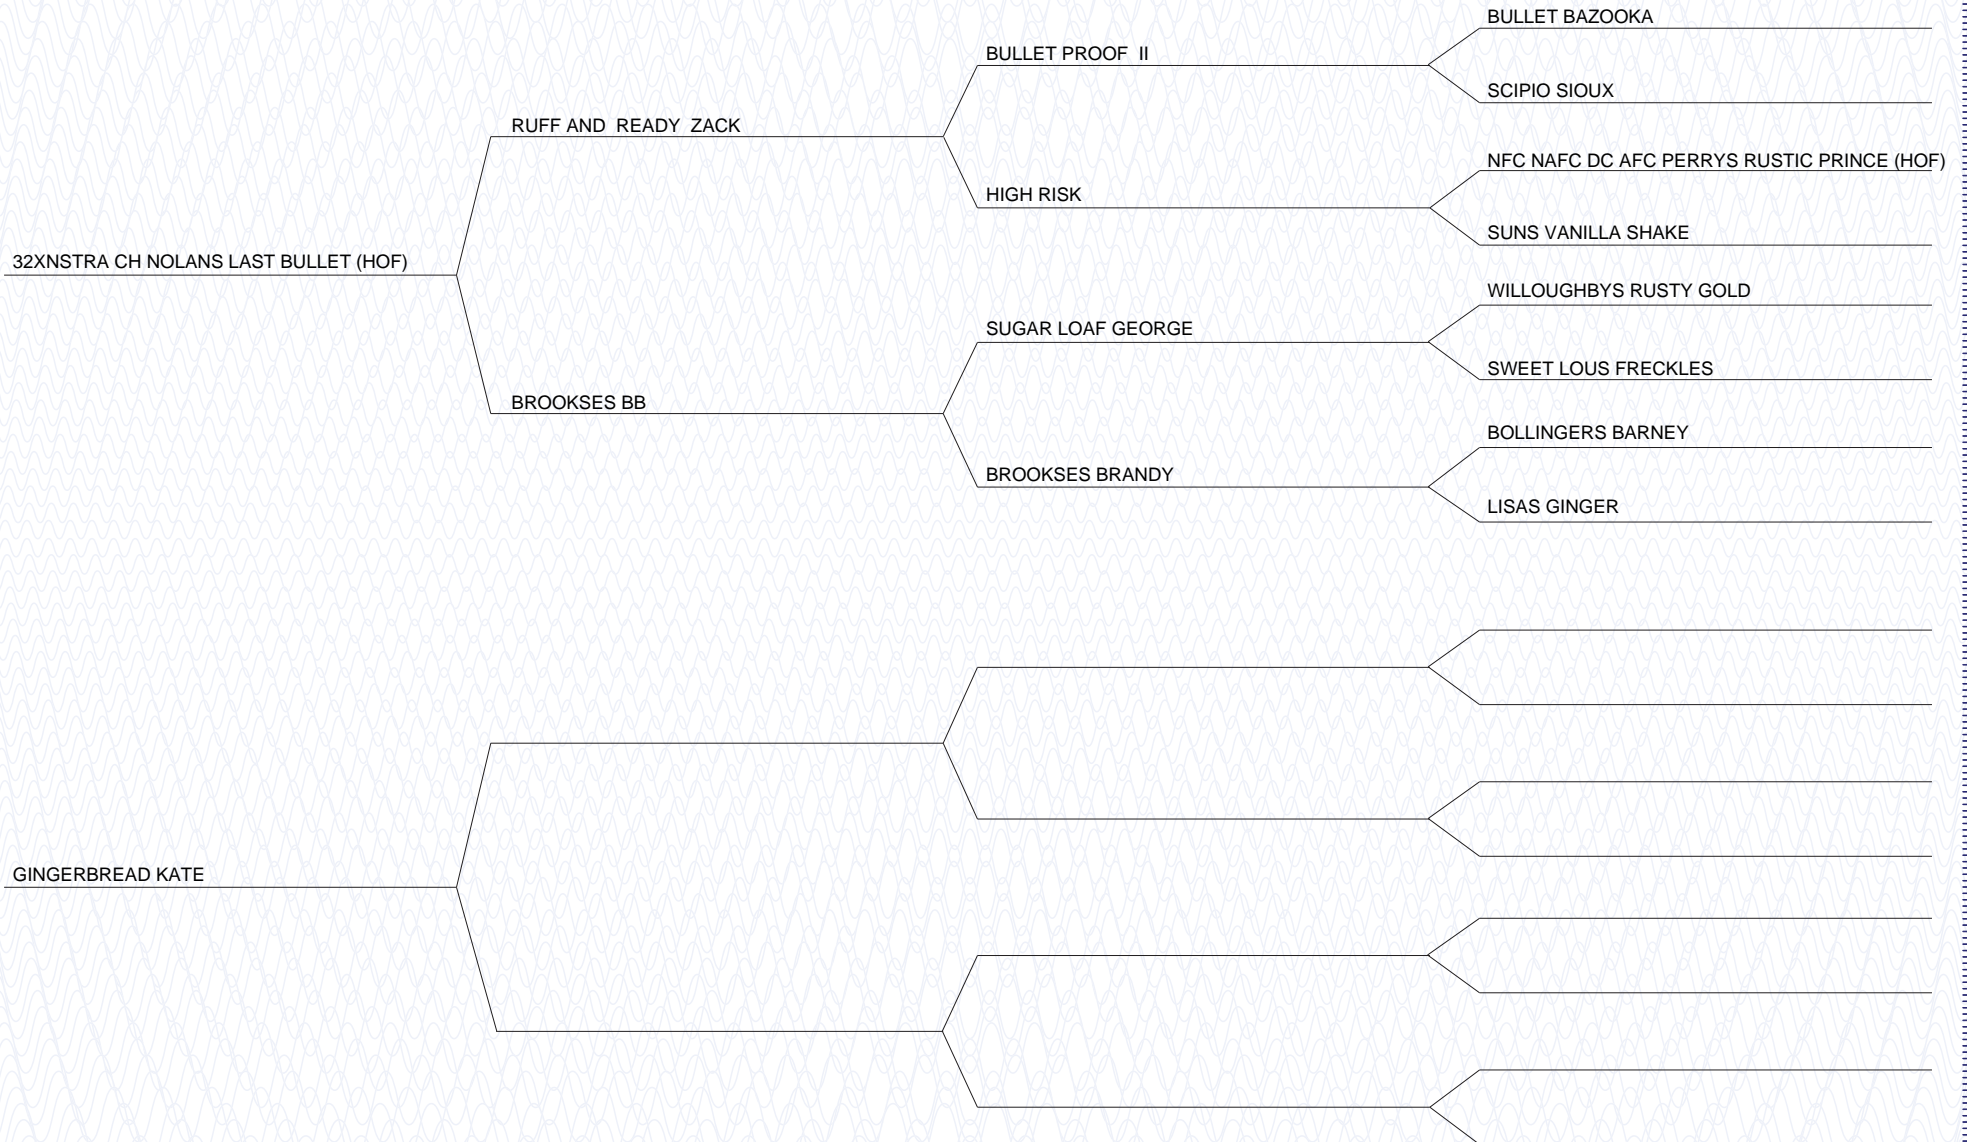 BULLET BAZOOKA
BULLET PROOF  II
SCIPIO SIOUX
RUFF AND  READY  ZACK
NFC NAFC DC AFC PERRYS RUSTIC PRINCE (HOF)
HIGH RISK
SUNS VANILLA SHAKE
32XNSTRA CH NOLANS LAST BULLET (HOF)
WILLOUGHBYS RUSTY GOLD
SUGAR LOAF GEORGE
SWEET LOUS FRECKLES
BROOKSES BB
BOLLINGERS BARNEY
BROOKSES BRANDY
LISAS GINGER
GINGERBREAD KATE